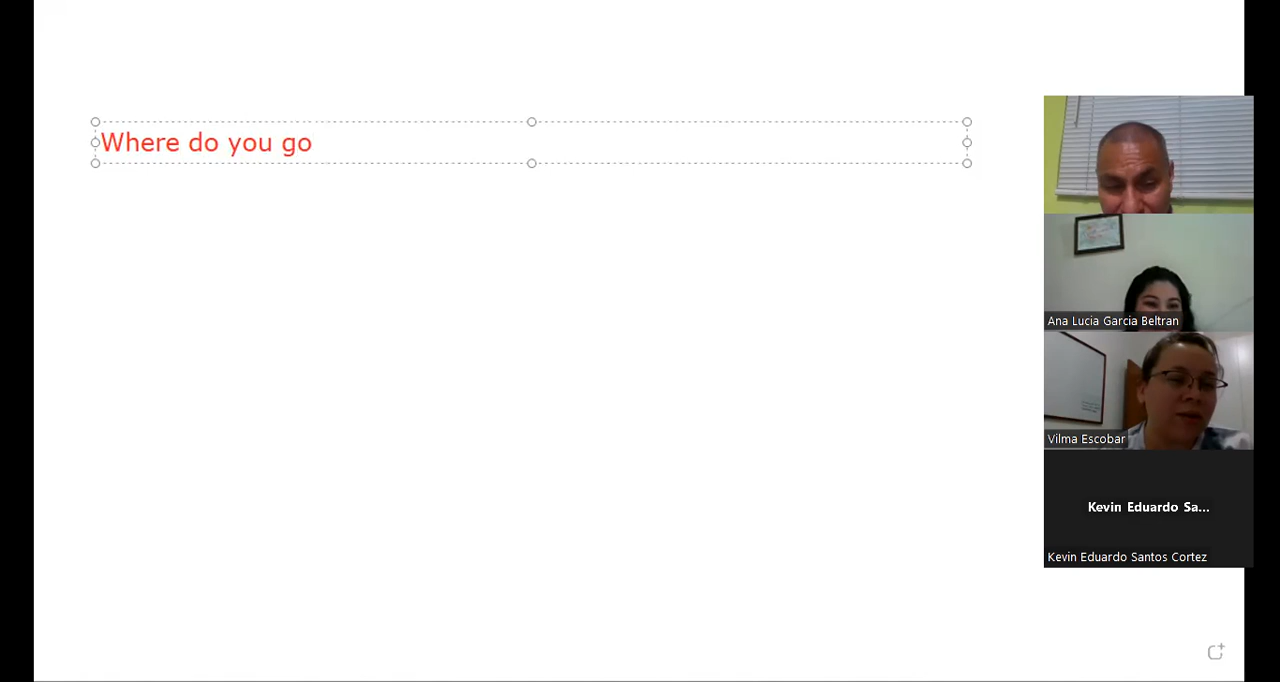 Where do you go
Ana Lucia Garcia Beltran
Vilma Escobar
Kevin Eduardo Sa...
Kevin Eduardo Santos Cortez